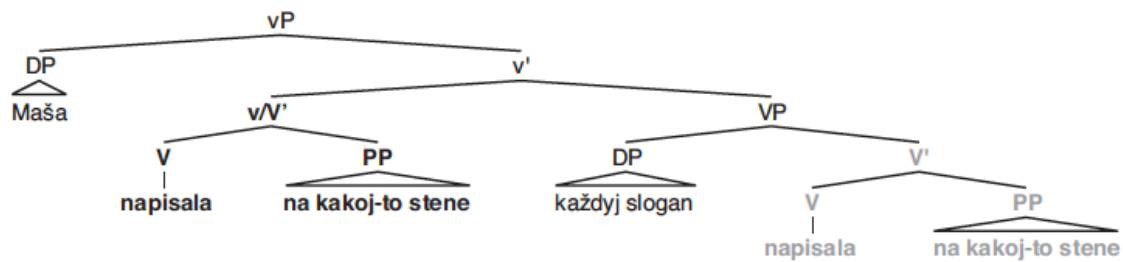 vP
DP v'
Maša v/V’ VP
V PP DP V'
napisala na kakoj-to stene každyj slogan V PP
napisala na kakoj-to stene